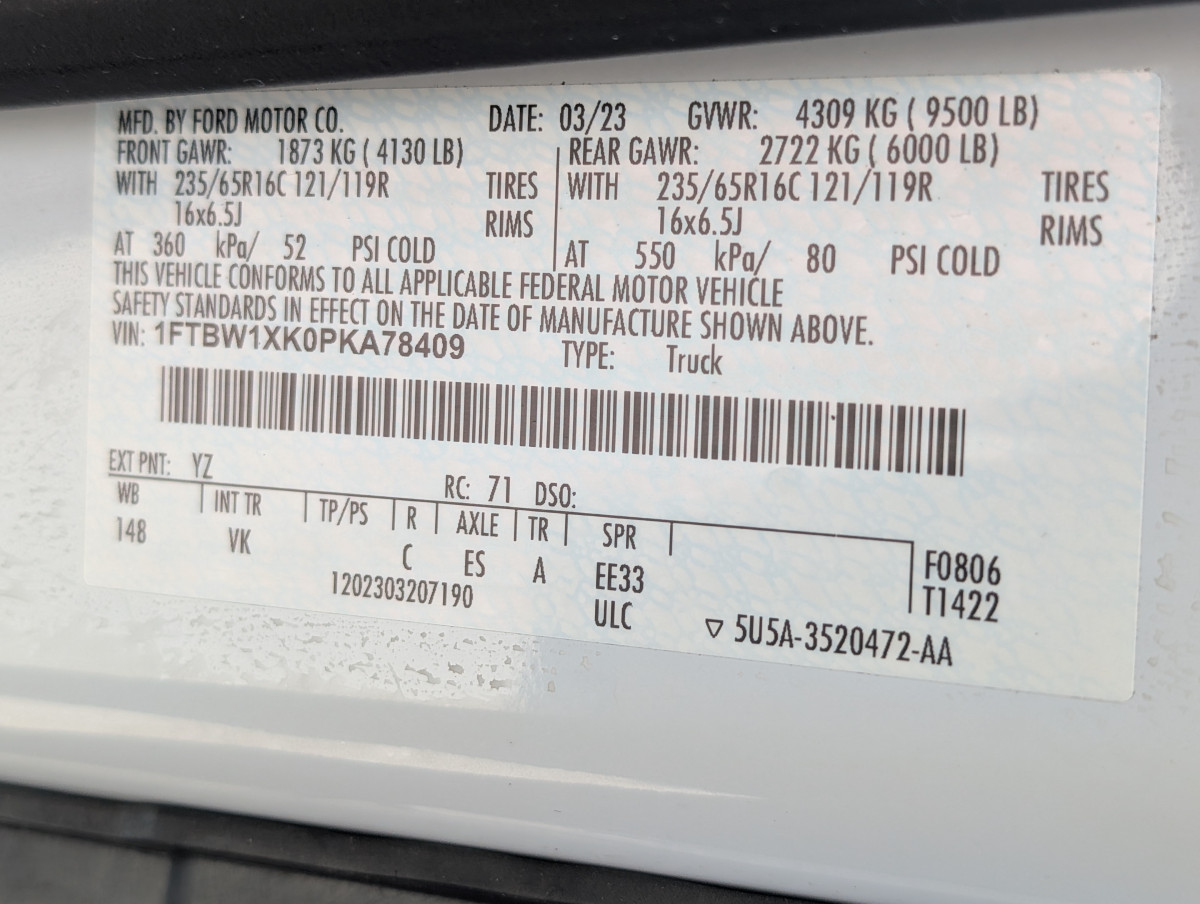 MFD. BY FORD MOTOR CO. DATE: 03/23 GVWR: 4309 KG ( 9500 LB)
FRONT GAWR: 1873 KG ( 4130 LB) REAR GAWR: 2722 KG ( 6000 LB)
WITH 235/65R16C 121/119R TIRES WITH 235/65R16C 121/119R TIRES
16x6.5J RIMS 16x6.5J RIMS
AT 360 kPa/ 52 PSI COLD AT 550 kPa/ 80 PSI COLD
THIS VEHICLE CONFORMS TO ALL APPLICABLE FEDERAL MOTOR VEHICLE
SAFETY STANDARDS IN EFFECT ON THE DATE OF MANUFACTURE SHOWN ABOVE.
VIN: 1FTBW1XK0PKA78409 TYPE: Truck
EXT PNT: YZ RC: 71 DSO:
WB INT TR TP/PS R AXLE TR SPR
148 VK C ES A EE33 F0806
1202303207190 ULC T1422
5U5A-3520472-AA